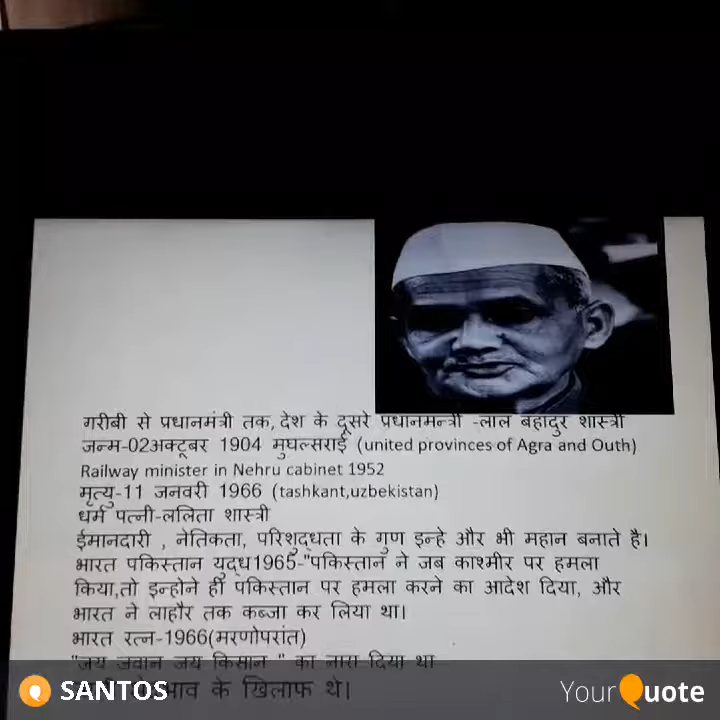 गरीबी से प्रधानमंत्री तक, देश के दूसरे प्रधानमन्त्री -लाल बहादुर शास्त्री
जन्म-02अक्टूबर 1904 मुघल्सराई (united provinces of Agra and Outh)
Railway minister in Nehru cabinet 1952
मृत्यु-11 जनवरी 1966 (tashkant,uzbekistan)
धर्म पत्नी-ललिता शास्त्री
ईमानदारी , नेतिकता, परिशुद्धता के गुण इन्हे और भी महान बनाते है।
भारत पकिस्तान युद्ध1965-"पकिस्तान ने जब काश्मीर पर हमला
किया,तो इन्होने ही पकिस्तान पर हमला करने का आदेश दिया, और
भारत ने लाहौर तक कब्जा कर लिया था।
भारत रत्न-1966(मरणोपरांत)
"जय जवान जय किसान " का नारा दिया था
के खिलाफ थे।
SANTOS
YourQuote